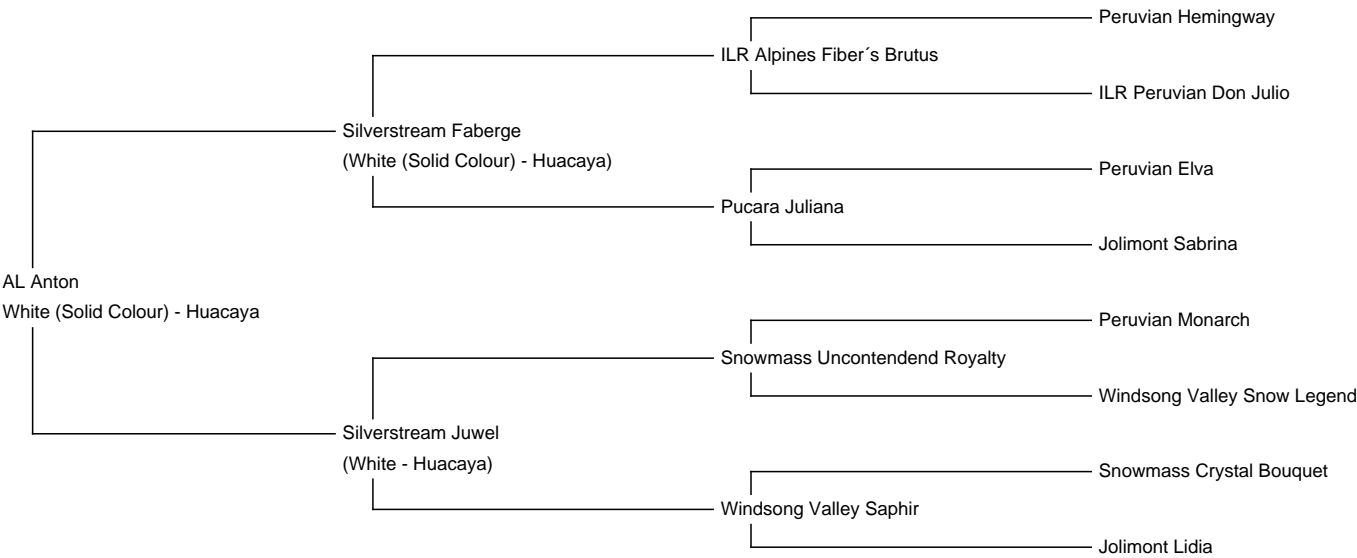 Peruvian Hemingway
ILR Alpines Fiber´s Brutus
ILR Peruvian Don Julio
Silverstream Faberge
(White (Solid Colour) - Huacaya)
Peruvian Elva
Pucara Juliana
Jolimont Sabrina
AL Anton
White (Solid Colour) - Huacaya
Peruvian Monarch
Snowmass Uncontendend Royalty
Windsong Valley Snow Legend
Silverstream Juwel
(White - Huacaya)
Snowmass Crystal Bouquet
Windsong Valley Saphir
Jolimont Lidia